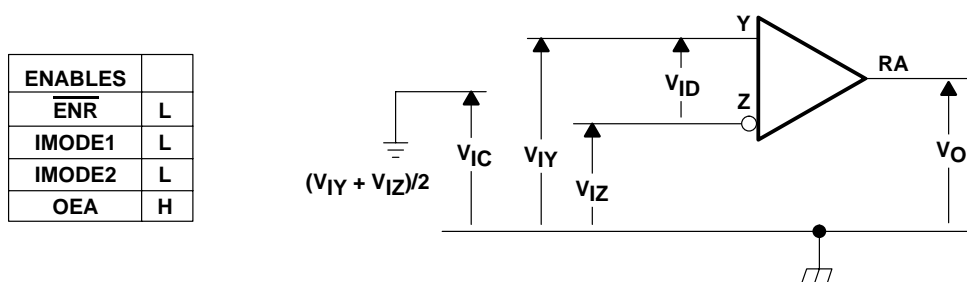 ENABLES
ENR L
IMODE1 L
IMODE2 L
OEA H
Y
RA
VID
Z
VIC
VIY
VO
(VIY + VIZ)/2
VIZ